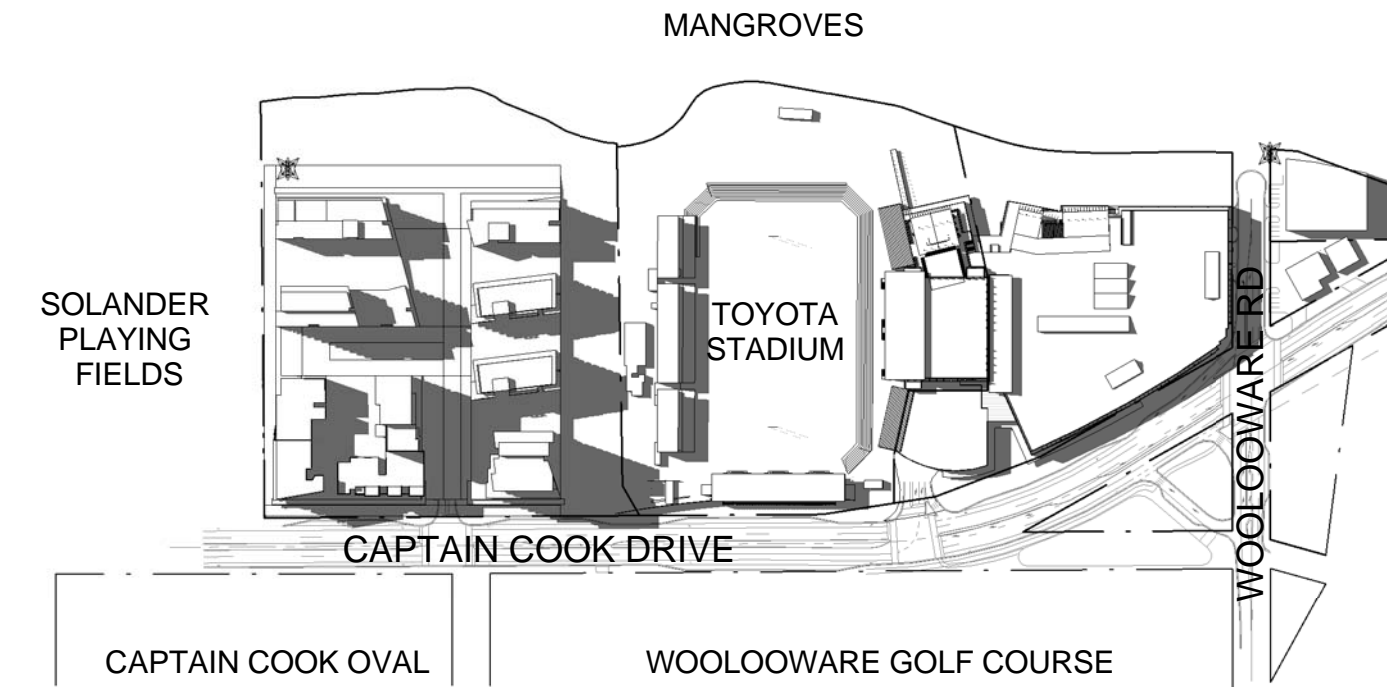 MANGROVES
SOLANDER
PLAYING
FIELDS
TOYOTA
STADIUM
WOOLOOWARE RD
CAPTAIN COOK DRIVE
CAPTAIN COOK OVAL
WOOLOOWARE GOLF COURSE